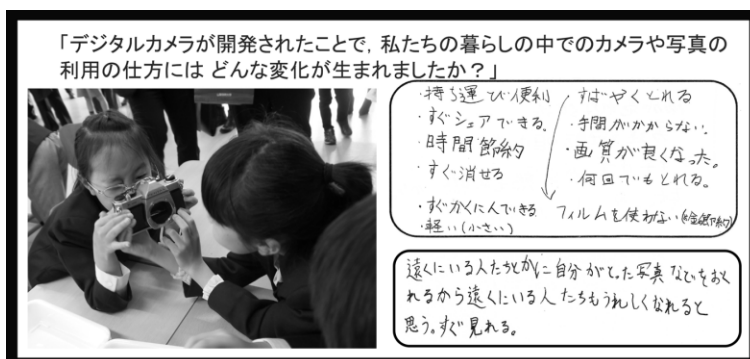 「デジタルカメラが開発されたことで, 私たちの暮らしの中でのカメラや写真の
利用の仕方には どんな変化が生まれましたか？」
・持ち運び便利
・すぐシェアできる。
・時間節約
・すぐ消せる
・すぐかくにんできる
・軽い(小さい)
・すばやくとれる
・手間がかからない。
・画質が良くなった。
・何回でもとれる。
フィルムを使わない
遠くにいる人たちとかに自分がとった写真などをおく
れるから遠くにいる人たちもうれしくなれると
思う。すぐ見れる。